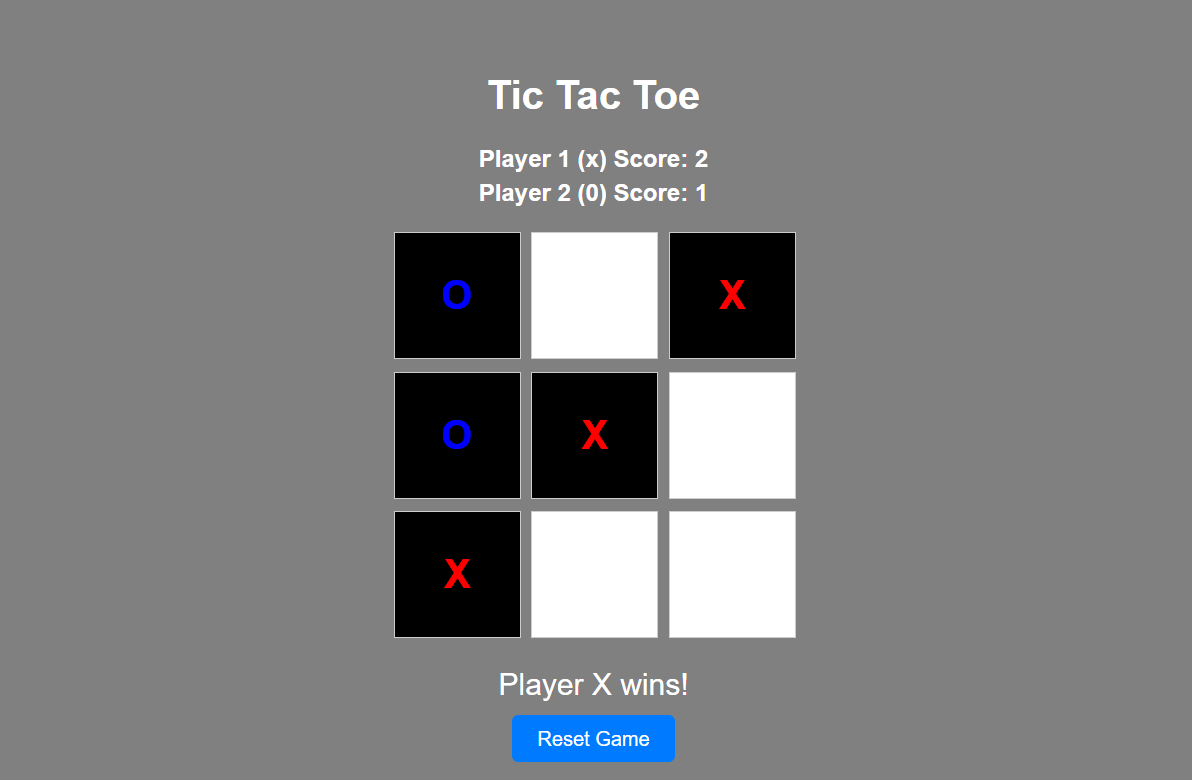 Tic Tac Toe
Player 1 (x) Score: 2
Player 2 (0) Score: 1
O X
O X
X
Player X wins!
Reset Game